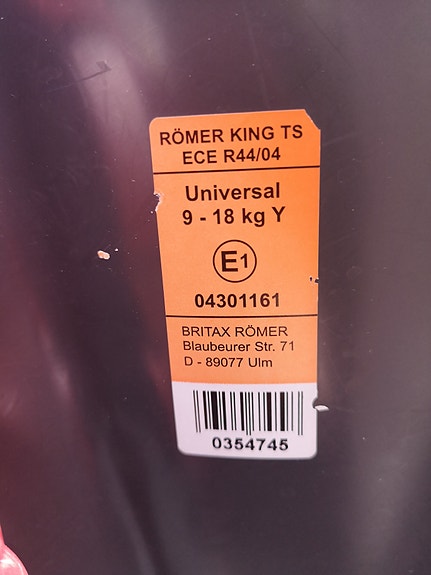 RÖMER KING TS
ECE R44/04
Universal
9 - 18 kg Y
E1
04301161
BRITAX RÖMER
Blaubeurer Str. 71
D - 89077 Ulm
0354745